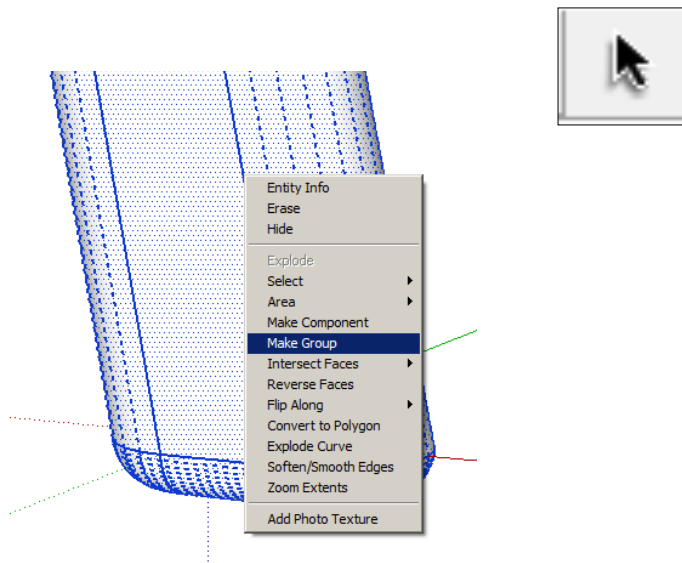 Entity Info
Erase
Hide
Explode
Select
Area
Make Component
Make Group
Intersect Faces
Reverse Faces
Flip Along
Convert to Polygon
Explode Curve
Soften/Smooth Edges
Zoom Extents
Add Photo Texture